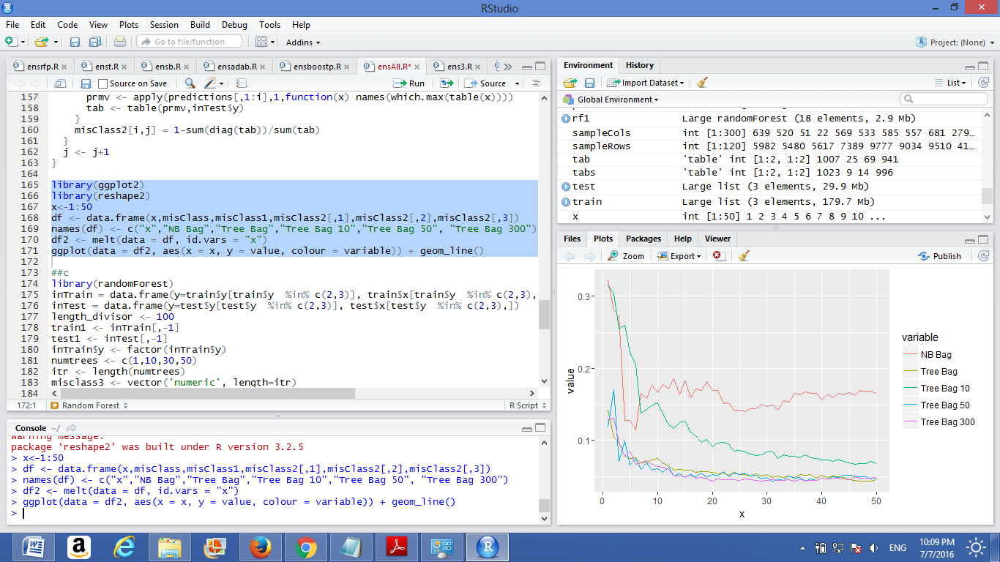 RStudio
File Edit Code View Plots Session Build Debug Tools Help
Go to file/function Addins Project: (None)
ensrfp.R enst.R ensb.R ensadab.R ensboostp.R ensAll.R* ens3.R
Source on Save Run Source
157 prmv <- apply(predictions[,1:i],1,function(x) names(which.max(table(x))))
158 tab <- table(prmv,inTest$y)
159 }
160 misClass2[i,j] = 1-sum(diag(tab))/sum(tab)
161 }
162 j <- j+1
163 }
164
165 library(ggplot2)
166 library(reshape2)
167 x<-1:50
168 df <- data.frame(x,misClass,misClass1,misClass2[,1],misClass2[,2],misClass2[,3])
169 names(df) <- c("x","NB Bag","Tree Bag","Tree Bag 10","Tree Bag 50", "Tree Bag 300")
170 df2 <- melt(data = df, id.vars = "x")
171 ggplot(data = df2, aes(x = x, y = value, colour = variable)) + geom_line()
172
173 ##c
174 library(randomForest)
175 inTrain = data.frame(y=train$y[train$y %in% c(2,3)], train$x[train$y %in% c(2,3),
176 inTest = data.frame(y=test$y[test$y %in% c(2,3)], test$x[test$y %in% c(2,3),])
177 length_divisor <- 100
178 train1 <- inTrain[,-1]
179 test1 <- inTest[,-1]
180 inTrain$y <- factor(inTrain$y)
181 numtrees <- c(1,10,30,50)
182 itr <- length(numtrees)
183 misclass3 <- vector('numeric', length=itr)
184
172:1 Random Forest R Script
Console ~/
warning message:
package ‘reshape2’ was built under R version 3.2.5
> x<-1:50
> df <- data.frame(x,misClass,misClass1,misClass2[,1],misClass2[,2],misClass2[,3])
> names(df) <- c("x","NB Bag","Tree Bag","Tree Bag 10","Tree Bag 50", "Tree Bag 300")
> df2 <- melt(data = df, id.vars = "x")
> ggplot(data = df2, aes(x = x, y = value, colour = variable)) + geom_line()
>
Environment History
Import Dataset List
Global Environment
rf1 Large randomForest (18 elements, 2.9 Mb)
sampleCols int [1:300] 639 520 51 22 569 533 585 557 681 279…
sampleRows int [1:120] 5982 5480 5617 7389 9777 9034 9510 41…
tab 'table' int [1:2, 1:2] 1007 25 69 941
tabs 'table' int [1:2, 1:2] 1023 9 14 996
test Large list (3 elements, 29.9 Mb)
train Large list (3 elements, 179.7 Mb)
x int [1:50] 1 2 3 4 5 6 7 8 9 10 ...
Files Plots Packages Help Viewer
Zoom Export Publish
0.3
0.2
0.1
value
0 10 20 30 40 50
x
variable
NB Bag
Tree Bag
Tree Bag 10
Tree Bag 50
Tree Bag 300
ENG
10:09 PM
7/7/2016